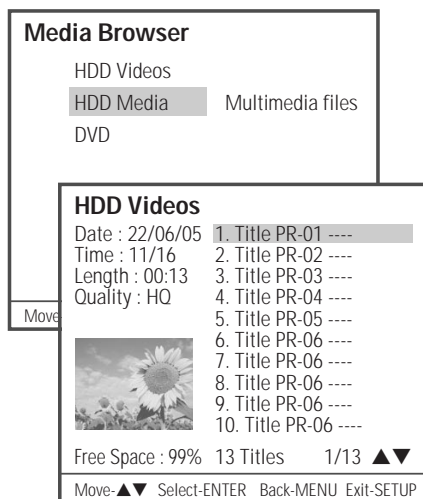 Media Browser
HDD Videos
HDD Media Multimedia files
DVD
Move
HDD Videos
Date : 22/06/05 1. Title PR-01 ----
Time : 11/16 2. Title PR-02 ----
Length : 00:13 3. Title PR-03 ----
Quality : HQ 4. Title PR-04 ----
5. Title PR-05 ----
6. Title PR-06 ----
7. Title PR-06 ----
8. Title PR-06 ----
9. Title PR-06 ----
10. Title PR-06 ----
Free Space : 99% 13 Titles 1/13 ▲▼
Move-▲▼ Select-ENTER Back-MENU Exit-SETUP